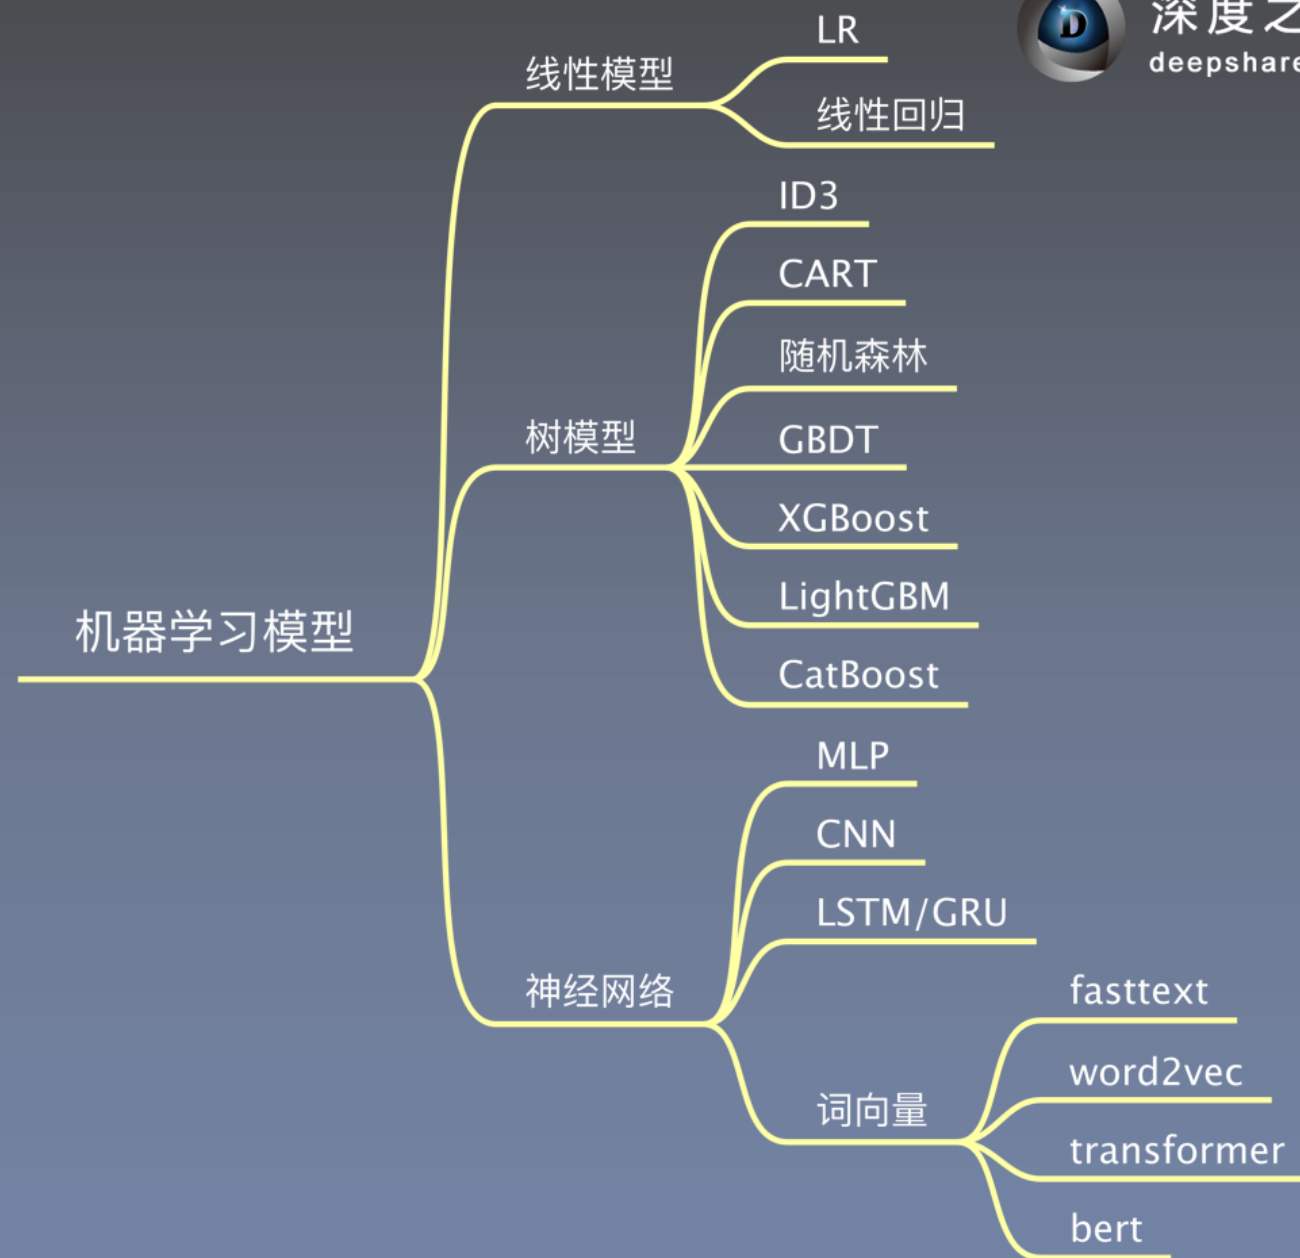 深度之
deepshare
机器学习模型
线性模型
LR
线性回归
树模型
ID3
CART
随机森林
GBDT
XGBoost
LightGBM
CatBoost
神经网络
MLP
CNN
LSTM/GRU
词向量
fasttext
word2vec
transformer
bert